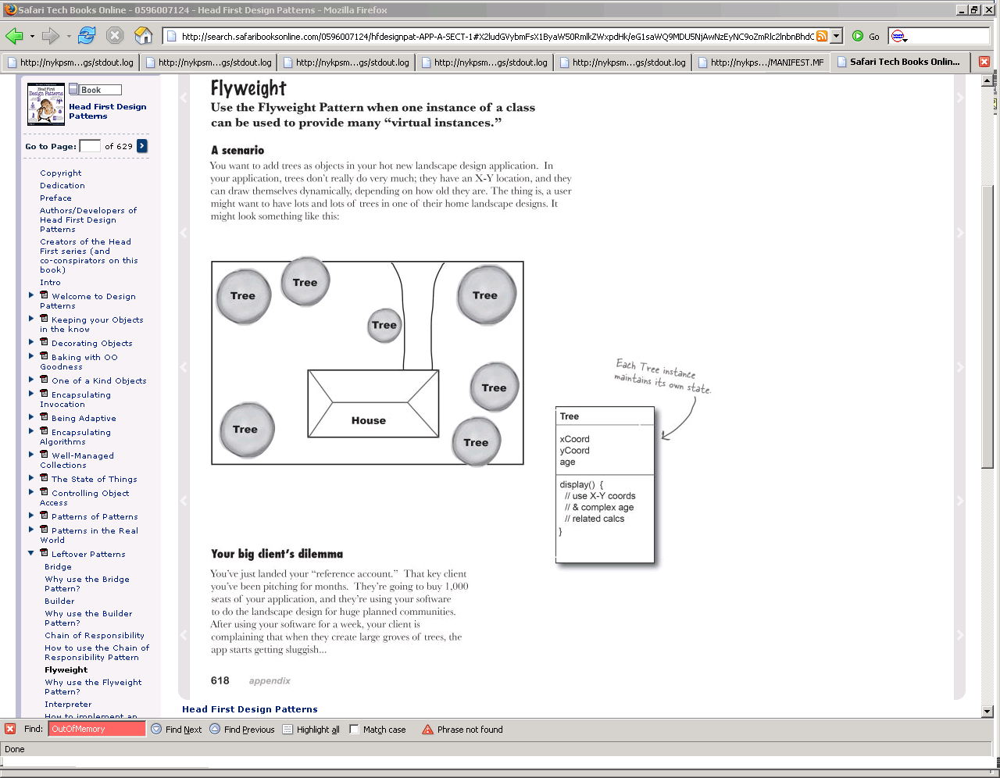 Safari Tech Books Online - 0596007124 - Head First Design Patterns - Mozilla Firefox
http://search.safaribooksonline.com/0596007124/hfdesignpat-APP-A-SECT-1#X2ludGVybmFsX1ByaW50RmlkZWxpdHk/eG1saWQ9MDU5NjAwNzEyNC9oZmRlc2lnbnBhdC
Go
http://nykpsm...gs/stdout.log
http://nykpsm...gs/stdout.log
http://nykpsm...gs/stdout.log
http://nykpsm...gs/stdout.log
http://nykpsm...gs/stdout.log
http://nykps.../MANIFEST.MF
Safari Tech Books Onlin...
Book
Head First Design
Patterns
Go to Page: of 629
Copyright
Dedication
Preface
Authors/Developers of
Head First Design
Patterns
Creators of the Head
First series (and
co-conspirators on this
book)
Intro
Welcome to Design
Patterns
Keeping your Objects
in the know
Decorating Objects
Baking with OO
Goodness
One of a Kind Objects
Encapsulating
Invocation
Being Adaptive
Encapsulating
Algorithms
Well-Managed
Collections
The State of Things
Controlling Object
Access
Patterns of Patterns
Patterns in the Real
World
Leftover Patterns
Bridge
Why use the Bridge
Pattern?
Builder
Why use the Builder
Pattern?
Chain of Responsibility
How to use the Chain of
Responsibility Pattern
Flyweight
Why use the Flyweight
Pattern?
Interpreter
How to implement an
Flyweight
Use the Flyweight Pattern when one instance of a class
can be used to provide many “virtual instances.”
A scenario
You want to add trees as objects in your hot new landscape design application. In
your application, trees don’t really do very much; they have an X-Y location, and they
can draw themselves dynamically, depending on how old they are. The thing is, a user
might want to have lots and lots of trees in one of their home landscape designs. It
might look something like this:
Tree
Tree
Tree
Tree
Tree
House
Tree
Tree
Each Tree instance
maintains its own state.
Tree
xCoord
yCoord
age
display() {
// use X-Y coords
// & complex age
// related calcs
}
Your big client’s dilemma
You’ve just landed your “reference account.” That key client
you’ve been pitching for months. They’re going to buy 1,000
seats of your application, and they’re using your software
to do the landscape design for huge planned communities.
After using your software for a week, your client is
complaining that when they create large groves of trees, the
app starts getting sluggish...
618 appendix
Head First Design Patterns
Find: OutOfMemory Find Next Find Previous Highlight all Match case Phrase not found
Done